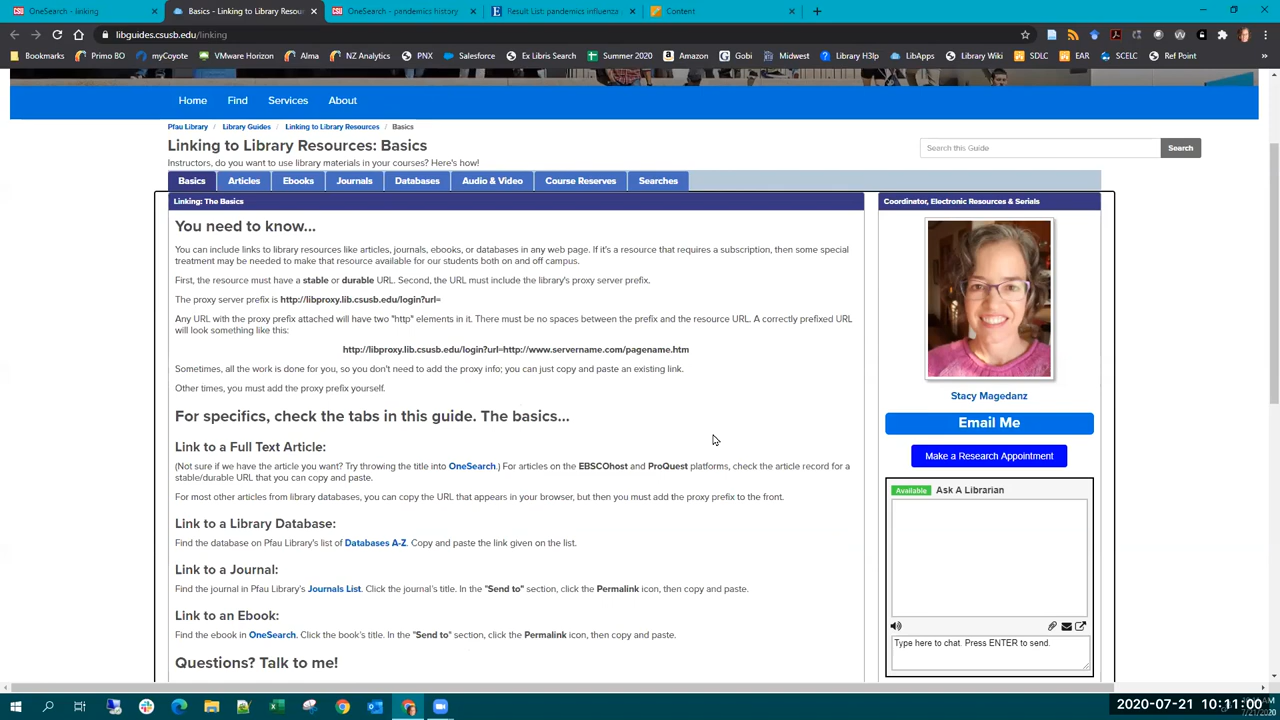 OneSearch - linking
Basics - Linking to Library Resour
OneSearch - pandemics history
Result List: pandemics influenza
Content
libguides.csusb.edu/linking
Bookmarks Primo BO myCoyote VMware Horizon Alma NZ Analytics PNX Salesforce Ex Libris Search Summer 2020 Amazon Gobi Midwest Library H3lp LibApps Library Wiki SDLC EAR SCELC Ref Point
Home Find Services About
Pfau Library / Library Guides / Linking to Library Resources / Basics
Linking to Library Resources: Basics
Search this Guide Search
Instructors, do you want to use library materials in your courses? Here's how!
Basics Articles Ebooks Journals Databases Audio & Video Course Reserves Searches
Linking: The Basics
You need to know...
You can include links to library resources like articles, journals, ebooks, or databases in any web page. If it's a resource that requires a subscription, then some special
treatment may be needed to make that resource available for our students both on and off campus.
First, the resource must have a stable or durable URL. Second, the URL must include the library's proxy server prefix.
The proxy server prefix is http://libproxy.lib.csusb.edu/login?url=
Any URL with the proxy prefix attached will have two "http" elements in it. There must be no spaces between the prefix and the resource URL. A correctly prefixed URL
will look something like this:
http://libproxy.lib.csusb.edu/login?url=http://www.servername.com/pagename.htm
Sometimes, all the work is done for you, so you don't need to add the proxy info; you can just copy and paste an existing link.
Other times, you must add the proxy prefix yourself.
For specifics, check the tabs in this guide. The basics...
Link to a Full Text Article:
(Not sure if we have the article you want? Try throwing the title into OneSearch.) For articles on the EBSCOhost and ProQuest platforms, check the article record for a
stable/durable URL that you can copy and paste.
For most other articles from library databases, you can copy the URL that appears in your browser, but then you must add the proxy prefix to the front.
Link to a Library Database:
Find the database on Pfau Library's list of Databases A-Z. Copy and paste the link given on the list.
Link to a Journal:
Find the journal in Pfau Library's Journals List. Click the journal's title. In the "Send to" section, click the Permalink icon, then copy and paste.
Link to an Ebook:
Find the ebook in OneSearch. Click the book's title. In the "Send to" section, click the Permalink icon, then copy and paste.
Questions? Talk to me!
Coordinator, Electronic Resources & Serials
Stacy Magedanz
Email Me
Make a Research Appointment
Available Ask A Librarian
Type here to chat. Press ENTER to send.
2020-07-21 10:11:00